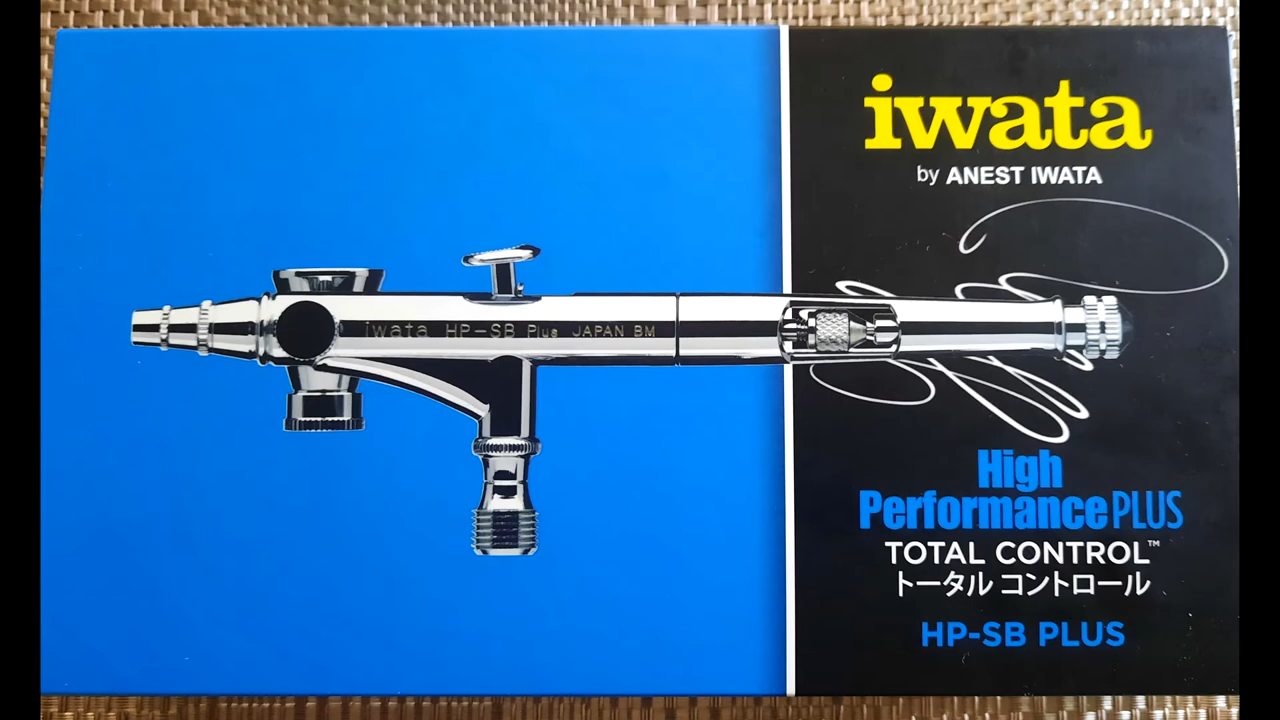 iwata
by ANEST IWATA
iwata HP-SB Plus JAPAN BM
High
Performance PLUS
TOTAL CONTROL™
トータル コントロール
HP-SB PLUS